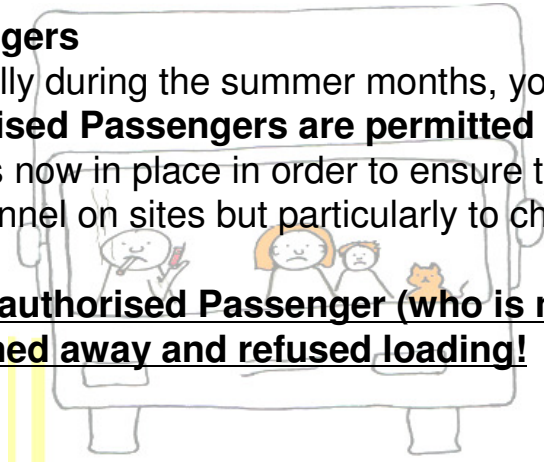 gers
lly during the summer months, yo
ised Passengers are permitted
s now in place in order to ensure t
nnel on sites but particularly to ch
authorised Passenger (who is r
ned away and refused loading!